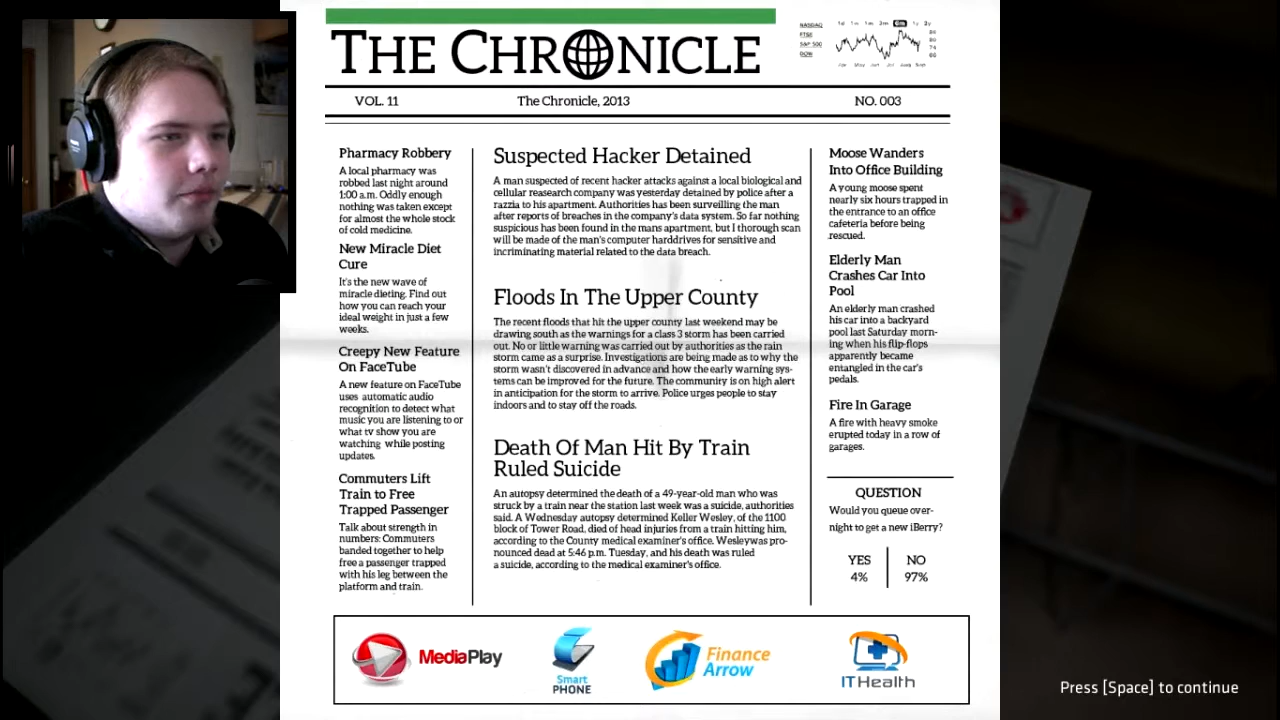 THE CHRONICLE
NASDAQ
FTSE
S&P 500
DOW
1d 1m 1m 3m 6m 1y 2y
VOL. 11
The Chronicle, 2013
NO. 003
Pharmacy Robbery
A local pharmacy was
robbed last night around
1:00 a.m. Oddly enough
nothing was taken except
for almost the whole stock
of cold medicine.
New Miracle Diet
Cure
It's the new wave of
miracle dieting. Find out
how you can reach your
ideal weight in just a few
weeks.
Creepy New Feature
On FaceTube
A new feature on FaceTube
uses automatic audio
recognition to detect what
music you are listening to or
what tv show you are
watching while posting
updates.
Commuters Lift
Train to Free
Trapped Passenger
Talk about strength in
numbers: Commuters
banded together to help
free a passenger trapped
with his leg between the
platform and train.
Suspected Hacker Detained
A man suspected of recent hacker attacks against a local biological and
cellular reasearch company was yesterday detained by police after a
razzia to his apartment. Authorities has been surveilling the man
after reports of breaches in the company's data system. So far nothing
suspicious has been found in the mans apartment, but I thorough scan
will be made of the man's computer harddrives for sensitive and
incriminating material related to the data breach.
Floods In The Upper County
The recent floods that hit the upper county last weekend may be
drawing south as the warnings for a class 3 storm has been carried
out. No or little warning was carried out by authorities as the rain
storm came as a surprise. Investigations are being made as to why the
storm wasn't discovered in advance and how the early warning sys-
tems can be improved for the future. The community is on high alert
in anticipation for the storm to arrive. Police urges people to stay
indoors and to stay off the roads.
Death Of Man Hit By Train
Ruled Suicide
An autopsy determined the death of a 49-year-old man who was
struck by a train near the station last week was a suicide, authorities
said. A Wednesday autopsy determined Keller Wesley, of the 1100
block of Tower Road, died of head injuries from a train hitting him,
according to the County medical examiner's office. Wesleywas pro-
nounced dead at 5:46 p.m. Tuesday, and his death was ruled
a suicide, according to the medical examiner's office.
Moose Wanders
Into Office Building
A young moose spent
nearly six hours trapped in
the entrance to an office
cafeteria before being
rescued.
Elderly Man
Crashes Car Into
Pool
An elderly man crashed
his car into a backyard
pool last Saturday morn-
ing when his flip-flops
apparently became
entangled in the car's
pedals.
Fire In Garage
A fire with heavy smoke
erupted today in a row of
garages.
QUESTION
Would you queue over-
night to get a new iBerry?
YES NO
4% 97%
MediaPlay
Smart
PHONE
Finance
Arrow
ITHealth
Press [Space] to continue